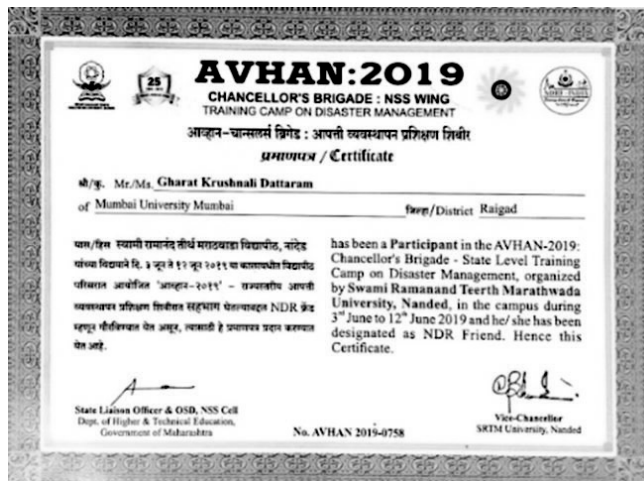 AVHAN:2019
CHANCELLOR'S BRIGADE : NSS WING
TRAINING CAMP ON DISASTER MANAGEMENT
आव्हान-चान्सलर्स ब्रिगेड : आपत्ती व्यवस्थापन प्रशिक्षण शिबीर
प्रमाणपत्र / Certificate
श्री/कु. Mr/Ms. Gharat Krushnali Dattaram
of Mumbai University Mumbai जिल्हा/District Raigad
यास/हिस स्वामी रामानंद तीर्थ मराठवाडा विद्यापीठ, नांदेड
यांच्या विद्यमाने दि. ३ जून ते १२ जून २०१९ या कालावधीत विद्यापीठ
परिसरात आयोजित 'आव्हान-२०१९' - राज्यस्तरीय आपत्ती
व्यवस्थापन प्रशिक्षण शिबीरात सहभाग घेतल्याबद्दल NDR फ्रेंड
म्हणून गौरविण्यात येत असून, त्यासाठी हे प्रमाणपत्र प्रदान करण्यात
येत आहे.
has been a Participant in the AVHAN-2019:
Chancellor's Brigade - State Level Training
Camp on Disaster Management, organized
by Swami Ramanand Teerth Marathwada
University, Nanded, in the campus during
3rd June to 12th June 2019 and he/ she has been
designated as NDR Friend. Hence this
Certificate.
State Liaison Officer & OSD, NSS Cell
Dept. of Higher & Technical Education,
Government of Maharashtra
No. AVHAN 2019-0758
Vice-Chancellor
SRTM University, Nanded
25